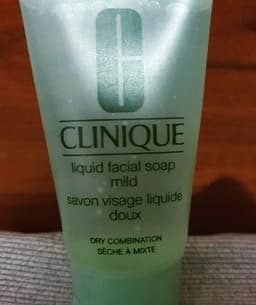 C
CLINIQUE
liquid facial soap
mild
savon visage liquide
doux
DRY COMBINATION
SÈCHE À MIXTE